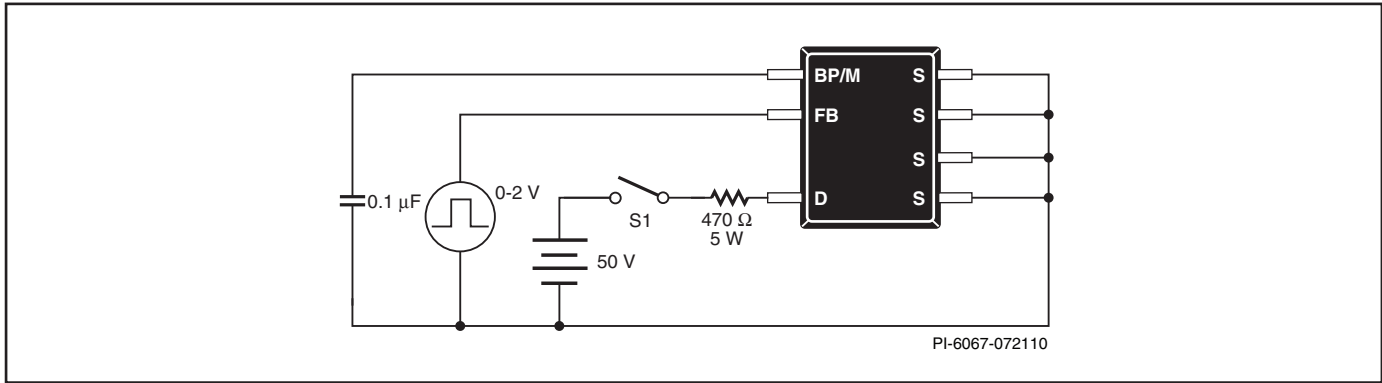 BP/M S
FB S
S
D S
0.1 μF
0-2 V
S1
470 Ω
5 W
50 V
PI-6067-072110